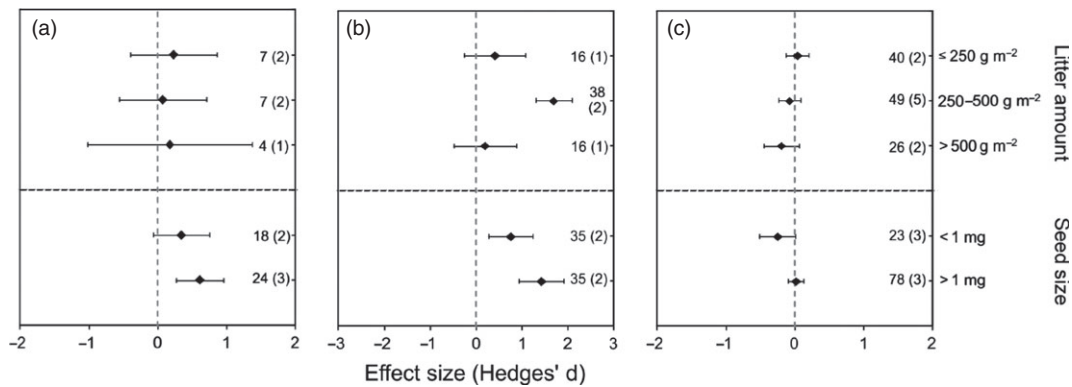 (a)
7 (2)
7 (2)
4 (1)
18 (2)
24 (3)
−2 −1 0 1 2
(b)
16 (1)
38
(2)
16 (1)
35 (2)
35 (2)
−3 −2 −1 0 1 2 3
(c)
40 (2)
49 (5)
26 (2)
23 (3)
78 (3)
−2 −1 0 1 2
≤ 250 g m⁻²
250–500 g m⁻²
> 500 g m⁻²
< 1 mg
> 1 mg
Litter amount
Seed size
Effect size (Hedges' d)